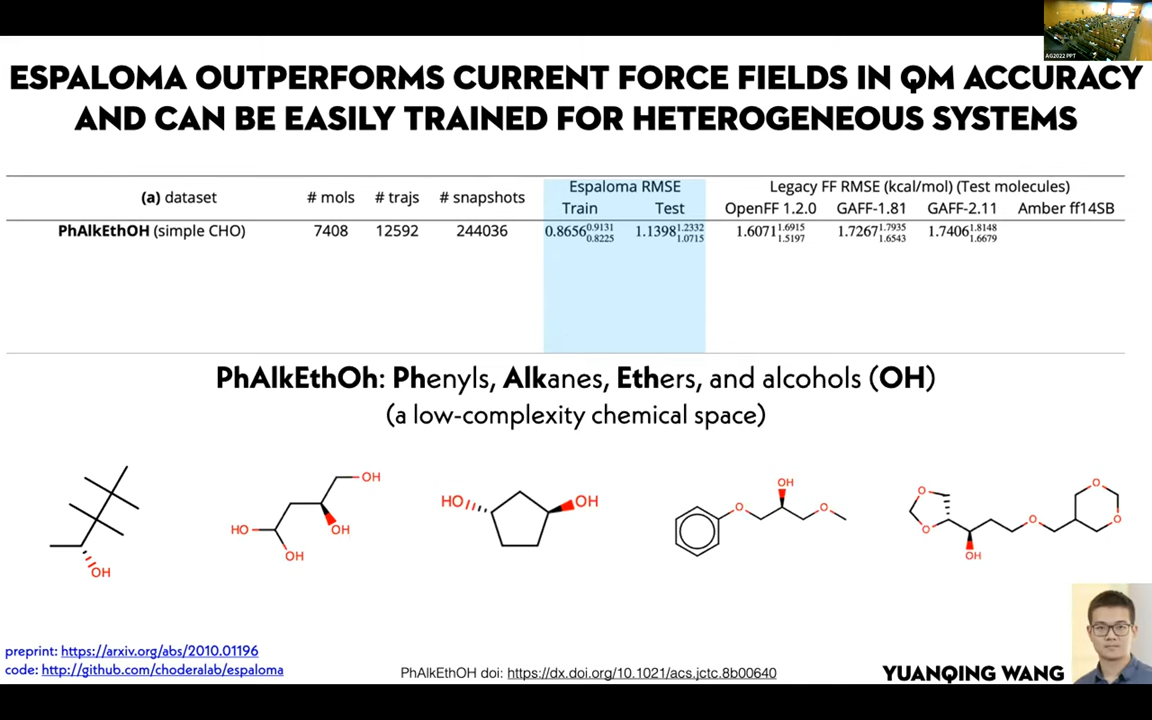 AG2022 PPT
ESPALOMA OUTPERFORMS CURRENT FORCE FIELDS IN QM ACCURACY
AND CAN BE EASILY TRAINED FOR HETEROGENEOUS SYSTEMS
(a) dataset # mols # trajs # snapshots Espaloma RMSE Legacy FF RMSE (kcal/mol) (Test molecules)
Train Test OpenFF 1.2.0 GAFF-1.81 GAFF-2.11 Amber ff14SB
PhAlkEthOH (simple CHO) 7408 12592 244036 0.8656 0.9131 0.8225 1.1398 1.2332 1.0715 1.6071 1.6915 1.5197 1.7267 1.7935 1.6543 1.7406 1.8148 1.6679
PhAlkEthOh: Phenyls, Alkanes, Ethers, and alcohols (OH)
(a low-complexity chemical space)
OH
OH
HO
OH
OH
HO
OH
O
OH
O
O
O
OH
O
O
O
preprint: https://arxiv.org/abs/2010.01196
code: http://github.com/choderalab/espaloma
PhAlkEthOH doi: https://dx.doi.org/10.1021/acs.jctc.8b00640
YUANQING WANG